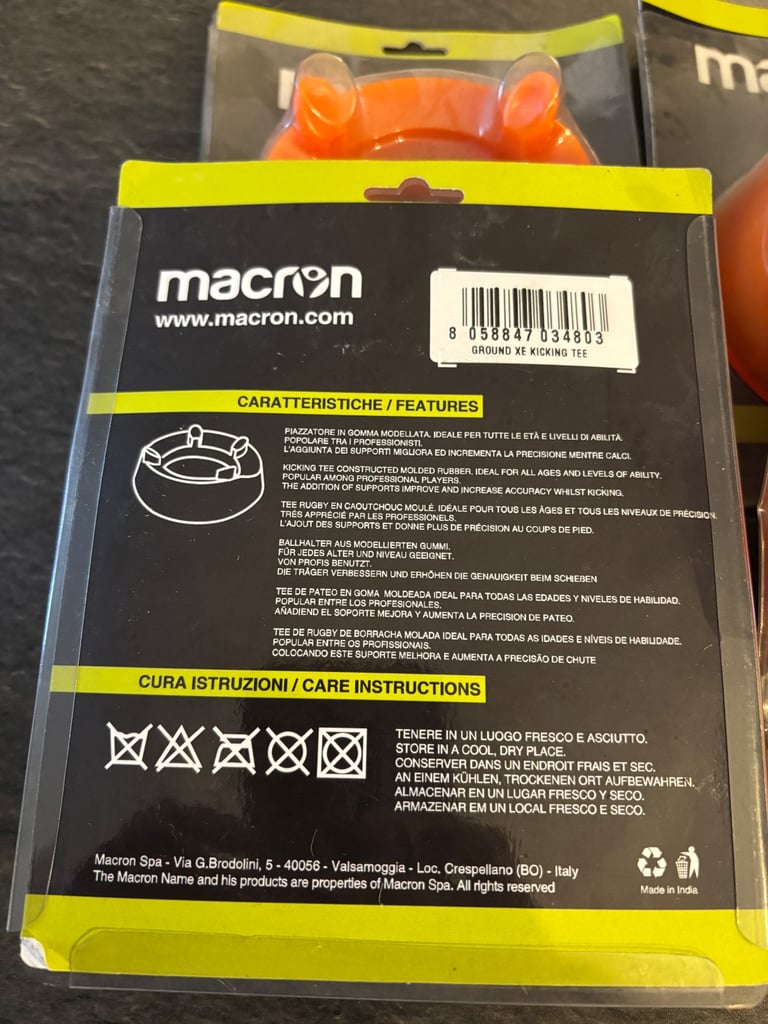 mac
macron
www.macron.com
8 058847 034803
GROUND XE KICKING TEE
CARATTERISTICHE / FEATURES
PIAZZATORE IN GOMMA MODELLATA. IDEALE PER TUTTE LE ETÀ E LIVELLI DI ABILITÀ.
POPOLARE TRA I PROFESSIONISTI.
L'AGGIUNTA DEI SUPPORTI MIGLIORA ED INCREMENTA LA PRECISIONE MENTRE CALCI.
KICKING TEE CONSTRUCTED MOLDED RUBBER. IDEAL FOR ALL AGES AND LEVELS OF ABILITY.
POPULAR AMONG PROFESSIONAL PLAYERS.
THE ADDITION OF SUPPORTS IMPROVE AND INCREASE ACCURACY WHILST KICKING.
TEE RUGBY EN CAOUTCHOUC MOULÉ. IDÉALE POUR TOUS LES ÂGES ET TOUS LES NIVEAUX DE PRÉCISION.
TRÉS APPRÉCIÉ PAR LES PROFESSIONELS.
L'AJOUT DES SUPPORTS ET DONNE PLUS DE PRÉCISION AU COUPS DE PIED.
BALLHALTER AUS MODELLIERTEN GUMMI.
FÜR JEDES ALTER UND NIVEAU GEEIGNET.
VON PROFIS BENUTZT.
DIE TRÄGER VERBESSERN UND ERHÖHEN DIE GENAUIGKEIT BEIM SCHIEßEN
TEE DE PATEO EN GOMA MOLDEADA IDEAL PARA TODAS LAS EDADES Y NIVELES DE HABILIDAD.
POPULAR ENTRE LOS PROFESIONALES.
AÑADIEND EL SOPORTE MEJORA Y AUMENTA LA PRECISION DE PATEO.
TEE DE RUGBY DE BORRACHA MOLADA IDEAL PARA TODAS AS IDADES E NÍVEIS DE HABILIDADE.
POPULAR ENTRE OS PROFISSIONAIS.
COLOCANDO ESTE SUPORTE MELHORA E AUMENTA A PRECISÃO DE CHUTE
CURA ISTRUZIONI / CARE INSTRUCTIONS
TENERE IN UN LUOGO FRESCO E ASCIUTTO.
STORE IN A COOL, DRY PLACE.
CONSERVER DANS UN ENDROIT FRAIS ET SEC.
AN EINEM KÜHLEN, TROCKENEN ORT AUFBEWAHREN.
ALMACENAR EN UN LUGAR FRESCO Y SECO.
ARMAZENAR EM UN LOCAL FRESCO E SECO.
Macron Spa - Via G.Brodolini, 5 - 40056 - Valsamoggia - Loc. Crespellano (BO) - Italy
The Macron Name and his products are properties of Macron Spa. All rights reserved
Made in India